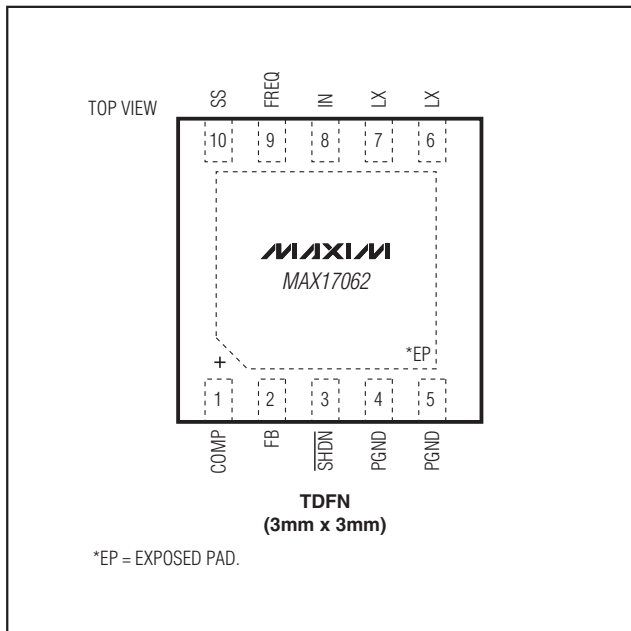 TOP VIEW
SS FREQ IN LX LX
10 9 8 7 6
MAXIM
MAX17062
*EP
+
1 2 3 4 5
COMP FB SHDN PGND PGND
TDFN
(3mm x 3mm)
*EP = EXPOSED PAD.